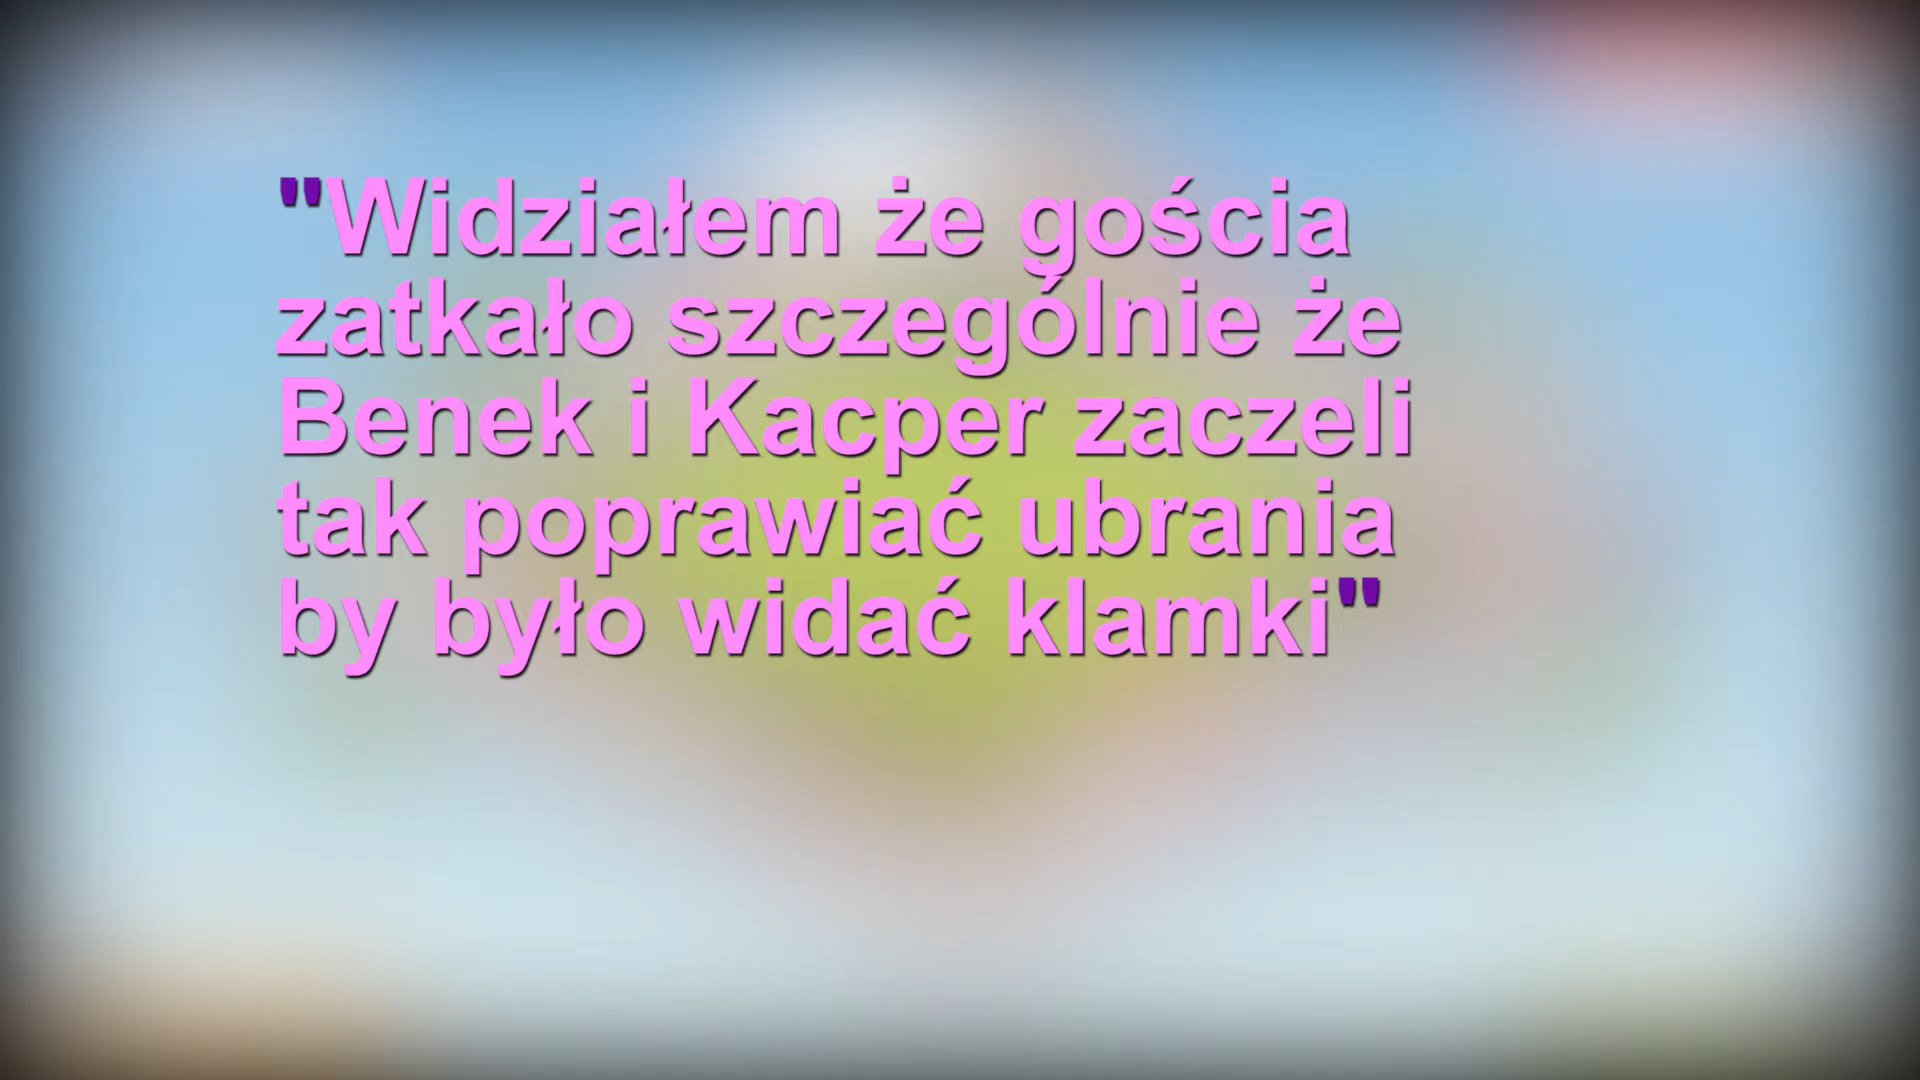 "Widziałem że gościa
zatkało szczególnie że
Benek i Kacper zaczeli
tak poprawiać ubrania
by było widać klamki"